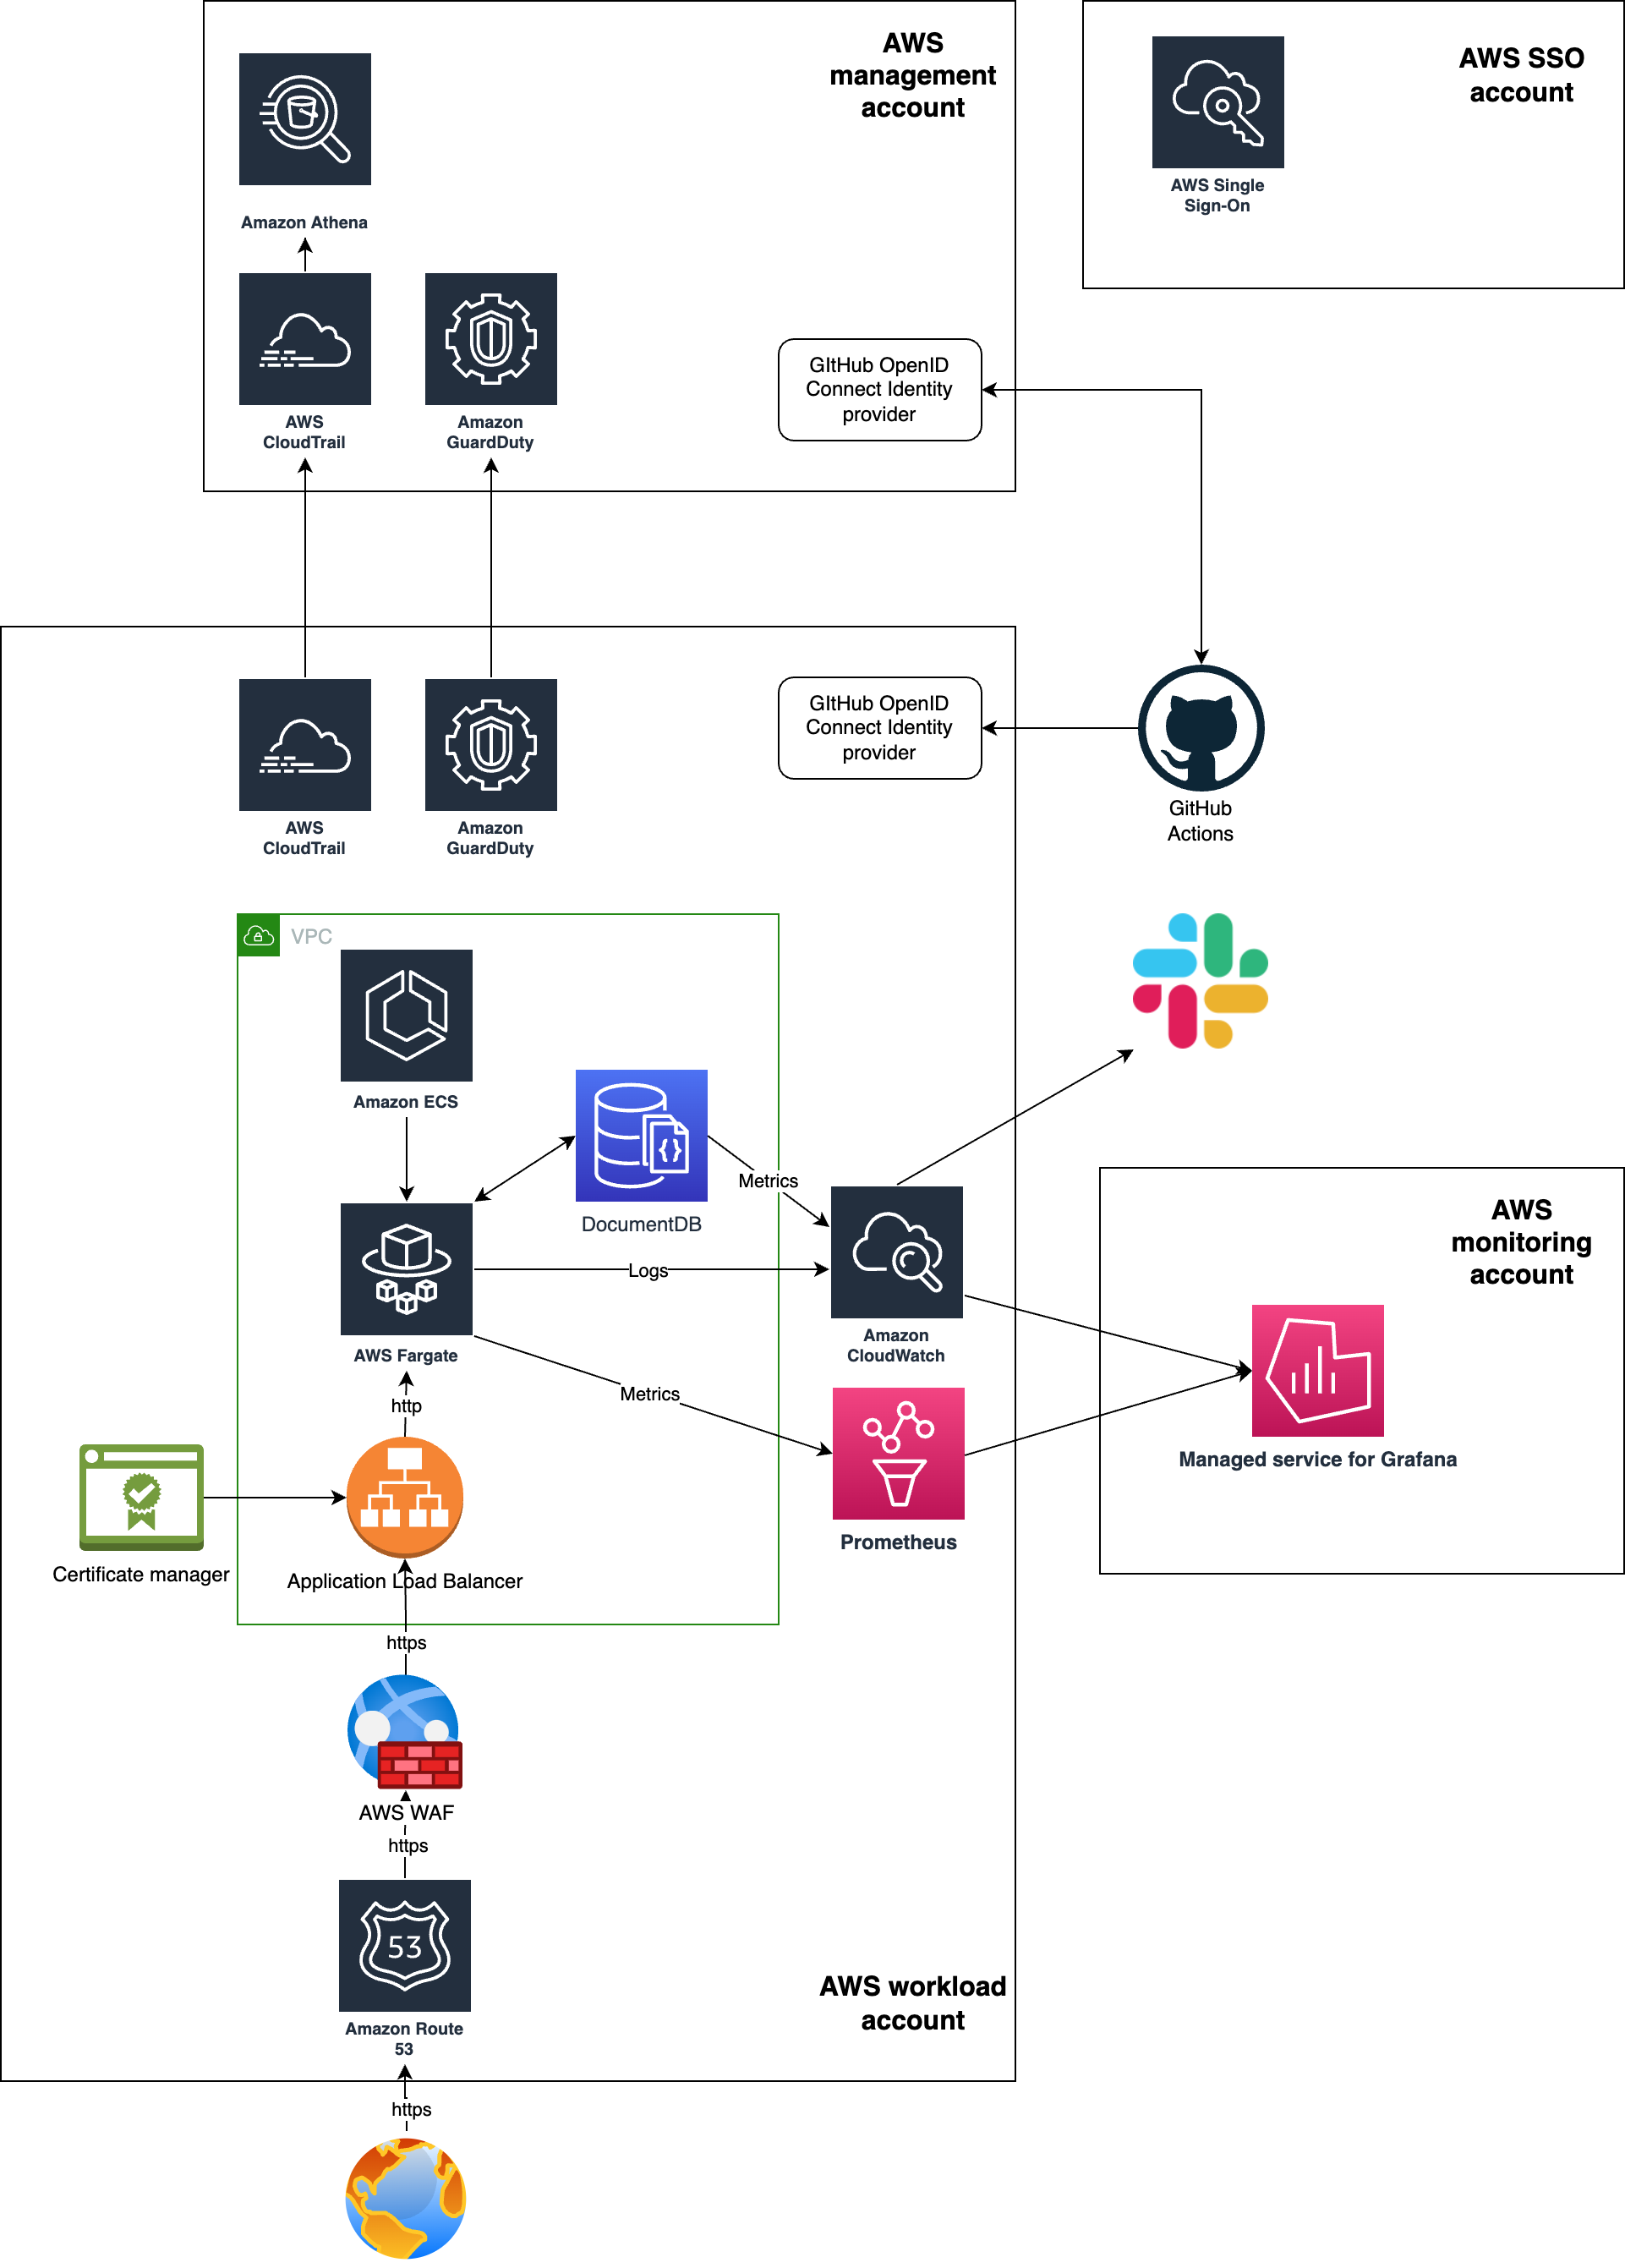 AWS
management
account
AWS SSO
account
AWS Single
Sign-On
Amazon Athena
AWS
CloudTrail
Amazon
GuardDuty
GItHub OpenID
Connect Identity
provider
AWS
CloudTrail
Amazon
GuardDuty
GItHub OpenID
Connect Identity
provider
GitHub
Actions
VPC
Amazon ECS
DocumentDB
Metrics
Logs
AWS Fargate
Amazon
CloudWatch
AWS
monitoring
account
Metrics
http
Managed service for Grafana
Prometheus
Certificate manager
Application Load Balancer
https
AWS WAF
https
53
Amazon Route
53
AWS workload
account
https